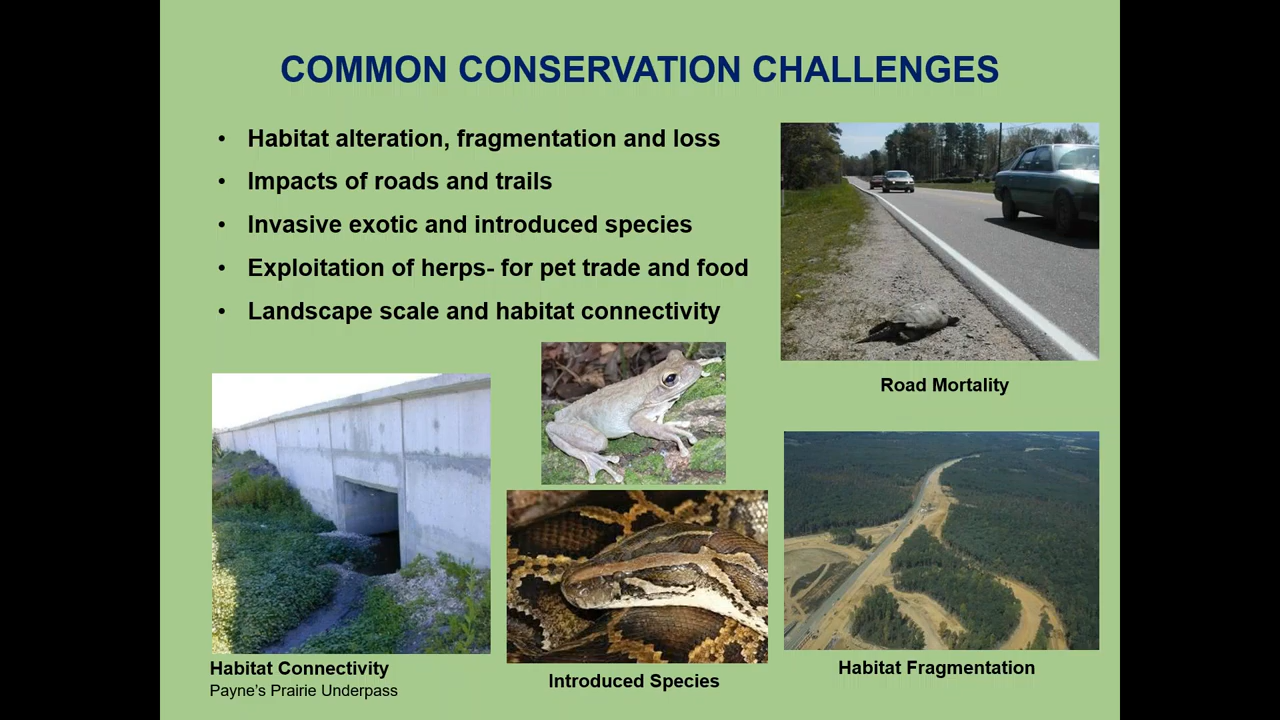 COMMON CONSERVATION CHALLENGES
• Habitat alteration, fragmentation and loss
• Impacts of roads and trails
• Invasive exotic and introduced species
• Exploitation of herps- for pet trade and food
• Landscape scale and habitat connectivity
Road Mortality
Habitat Connectivity
Payne's Prairie Underpass
Introduced Species
Habitat Fragmentation